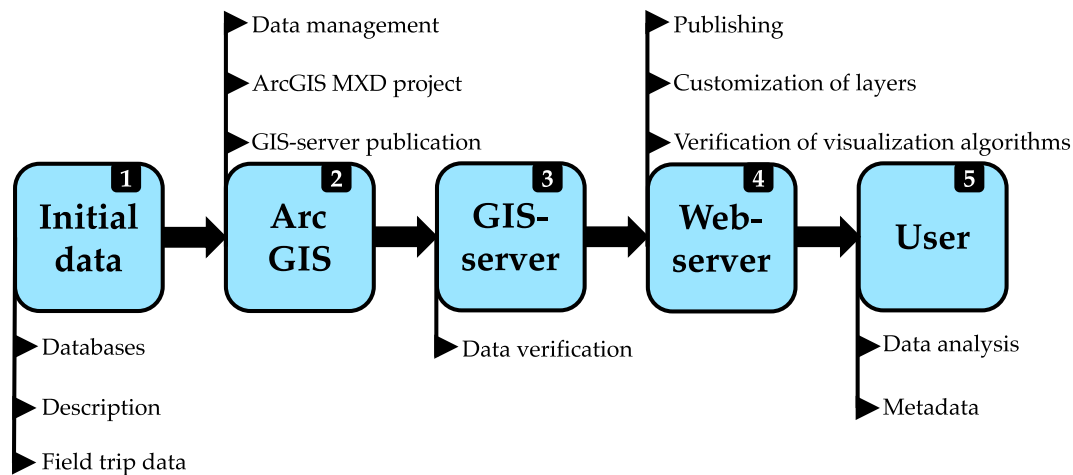 Data management
ArcGIS MXD project
GIS-server publication
Publishing
Customization of layers
Verification of visualization algorithms
1
Initial
data
2
Arc
GIS
3
GIS-
server
4
Web-
server
5
User
Databases
Description
Field trip data
Data verification
Data analysis
Metadata